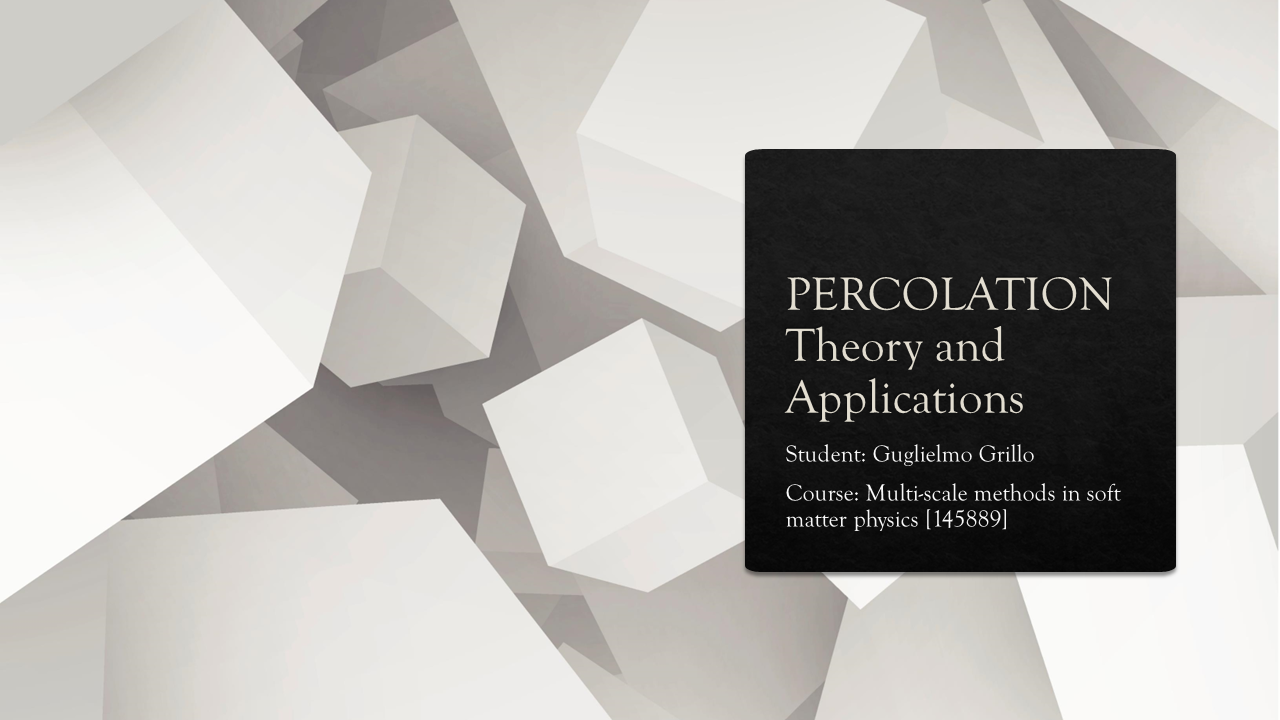 PERCOLATION
Theory and
Applications
Student: Guglielmo Grillo
Course: Multi-scale methods in soft
matter physics [145889]